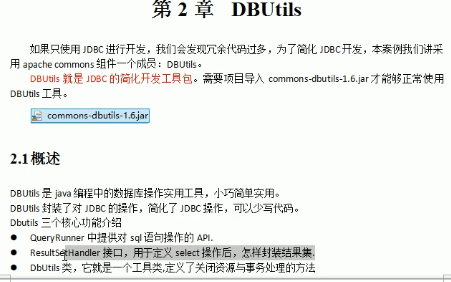 第 2 章 DBUtils
如果只使用 JDBC 进行开发，我们会发现冗余代码过多，为了简化 JDBC 开发，本案例我们讲采
用 apache commons 组件一个成员：DBUtils。
DBUtils 就是 JDBC 的简化开发工具包。需要项目导入 commons-dbutils-1.6.jar 才能够正常使用
DBUtils 工具。
commons-dbutils-1.6.jar
2.1 概述
DBUtils 是 java 编程中的数据库操作实用工具，小巧简单实用。
DBUtils 封装了对 JDBC 的操作，简化了 JDBC 操作，可以少写代码。
Dbutils 三个核心功能介绍
● QueryRunner 中提供对 sql 语句操作的 API.
● ResultSetHandler 接口，用于定义 select 操作后，怎样封装结果集.
● DbUtils 类，它就是一个工具类,定义了关闭资源与事务处理的方法